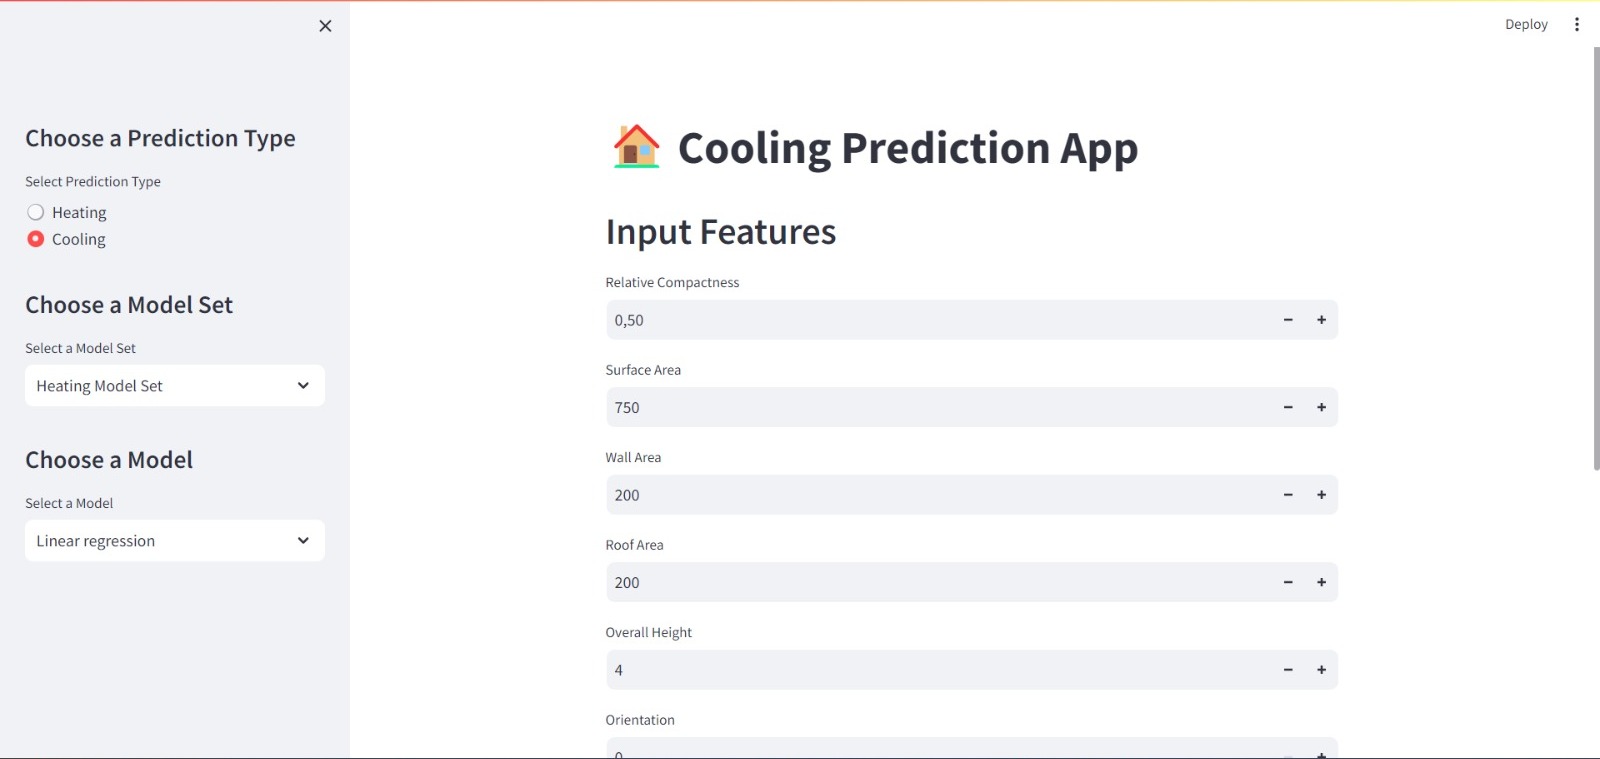 Deploy
Choose a Prediction Type
Select Prediction Type
Heating
Cooling
Choose a Model Set
Select a Model Set
Heating Model Set
Choose a Model
Select a Model
Linear regression
Cooling Prediction App
Input Features
Relative Compactness
0,50
Surface Area
750
Wall Area
200
Roof Area
200
Overall Height
4
Orientation